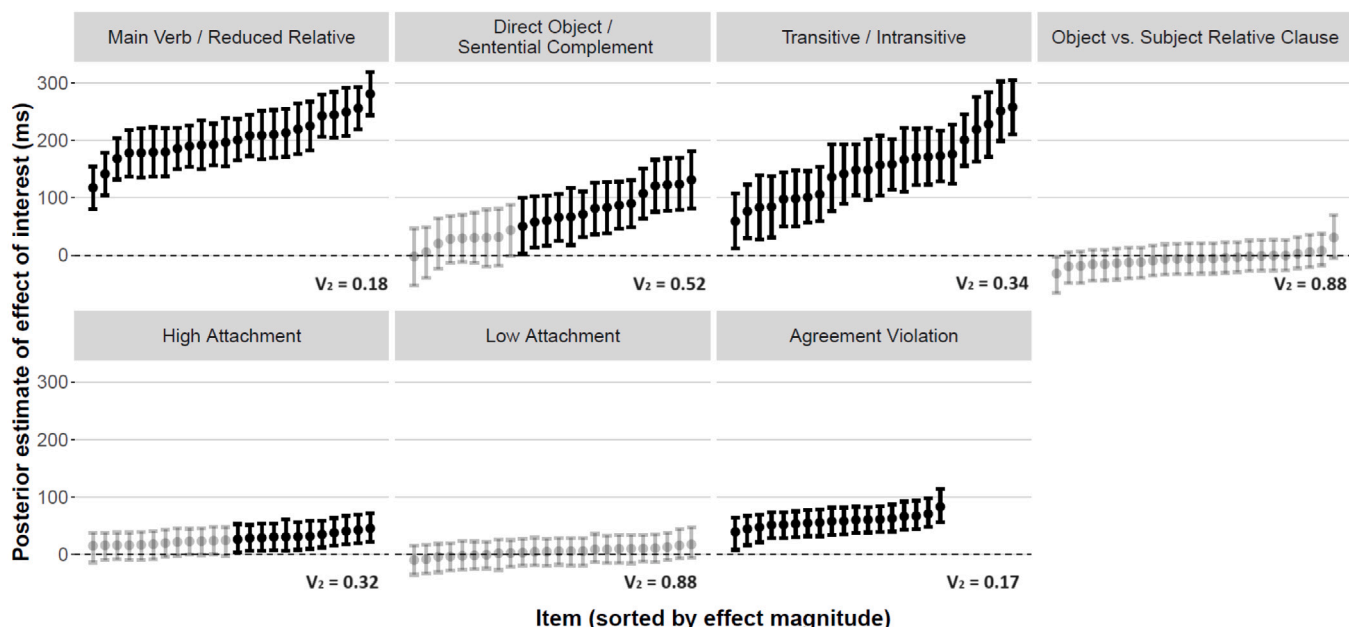 Main Verb / Reduced Relative
Direct Object /
Sentential Complement
Transitive / Intransitive
Object vs. Subject Relative Clause
300
200
100
0
V₂ = 0.18
V₂ = 0.52
V₂ = 0.34
V₂ = 0.88
High Attachment
Low Attachment
Agreement Violation
300
200
100
0
V₂ = 0.32
V₂ = 0.88
V₂ = 0.17
Posterior estimate of effect of interest (ms)
Item (sorted by effect magnitude)